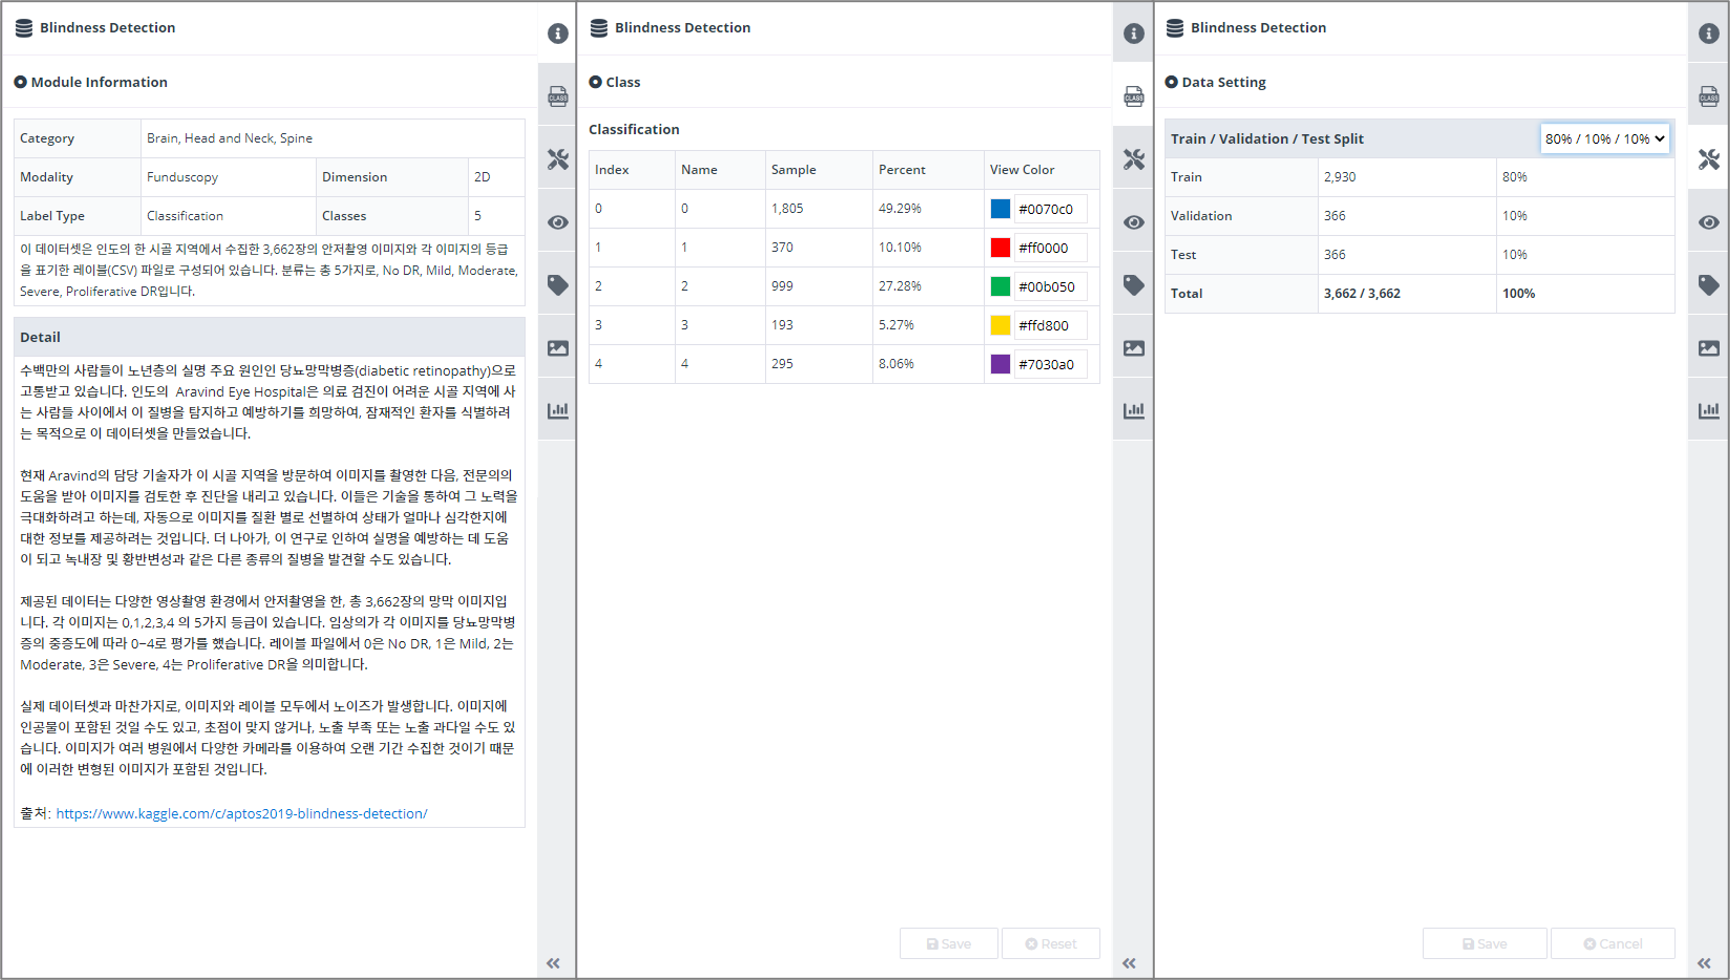 Blindness Detection
Module Information
Category Brain, Head and Neck, Spine
Modality Funduscopy Dimension 2D
Label Type Classification Classes 5
이 데이터셋은 인도의 한 시골 지역에서 수집한 3,662장의 안저촬영 이미지와 각 이미지의 등급
을 표기한 레이블(CSV) 파일로 구성되어 있습니다. 분류는 총 5가지로, No DR, Mild, Moderate,
Severe, Proliferative DR입니다.
Detail
수백만의 사람들이 노년층의 실명 주요 원인인 당뇨망막병증(diabetic retinopathy)으로
고통받고 있습니다. 인도의 Aravind Eye Hospital은 의료 검진이 어려운 시골 지역에 사
는 사람들 사이에서 이 질병을 탐지하고 예방하기를 희망하여, 잠재적인 환자를 식별하려
는 목적으로 이 데이터셋을 만들었습니다.
현재 Aravind의 담당 기술자가 이 시골 지역을 방문하여 이미지를 촬영한 다음, 전문의의
도움을 받아 이미지를 검토한 후 진단을 내리고 있습니다. 이들은 기술을 통하여 그 노력을
극대화하려고 하는데, 자동으로 이미지를 질환 별로 선별하여 상태가 얼마나 심각한지에
대한 정보를 제공하려는 것입니다. 더 나아가, 이 연구로 인하여 실명을 예방하는 데 도움
이 되고 녹내장 및 황반변성과 같은 다른 종류의 질병을 발견할 수도 있습니다.
제공된 데이터는 다양한 영상촬영 환경에서 안저촬영을 한, 총 3,662장의 망막 이미지입
니다. 각 이미지는 0,1,2,3,4 의 5가지 등급이 있습니다. 임상의가 각 이미지를 당뇨망막병
증의 중증도에 따라 0~4로 평가를 했습니다. 레이블 파일에서 0은 No DR, 1은 Mild, 2는
Moderate, 3은 Severe, 4는 Proliferative DR을 의미합니다.
실제 데이터셋과 마찬가지로, 이미지와 레이블 모두에서 노이즈가 발생합니다. 이미지에
인공물이 포함된 것일 수도 있고, 초점이 맞지 않거나, 노출 부족 또는 노출 과다일 수도 있
습니다. 이미지가 여러 병원에서 다양한 카메라를 이용하여 오랜 기간 수집한 것이기 때문
에 이러한 변형된 이미지가 포함된 것입니다.
출처: https://www.kaggle.com/c/aptos2019-blindness-detection/
CLASS
Blindness Detection
Class
Classification
Index Name Sample Percent View Color
0 0 1,805 49.29% #0070c0
1 1 370 10.10% #ff0000
2 2 999 27.28% #00b050
3 3 193 5.27% #ffd800
4 4 295 8.06% #7030a0
Save Reset
CLASS
Blindness Detection
Data Setting
Train / Validation / Test Split 80% / 10% / 10%
Train 2,930 80%
Validation 366 10%
Test 366 10%
Total 3,662 / 3,662 100%
Save Cancel
CLASS